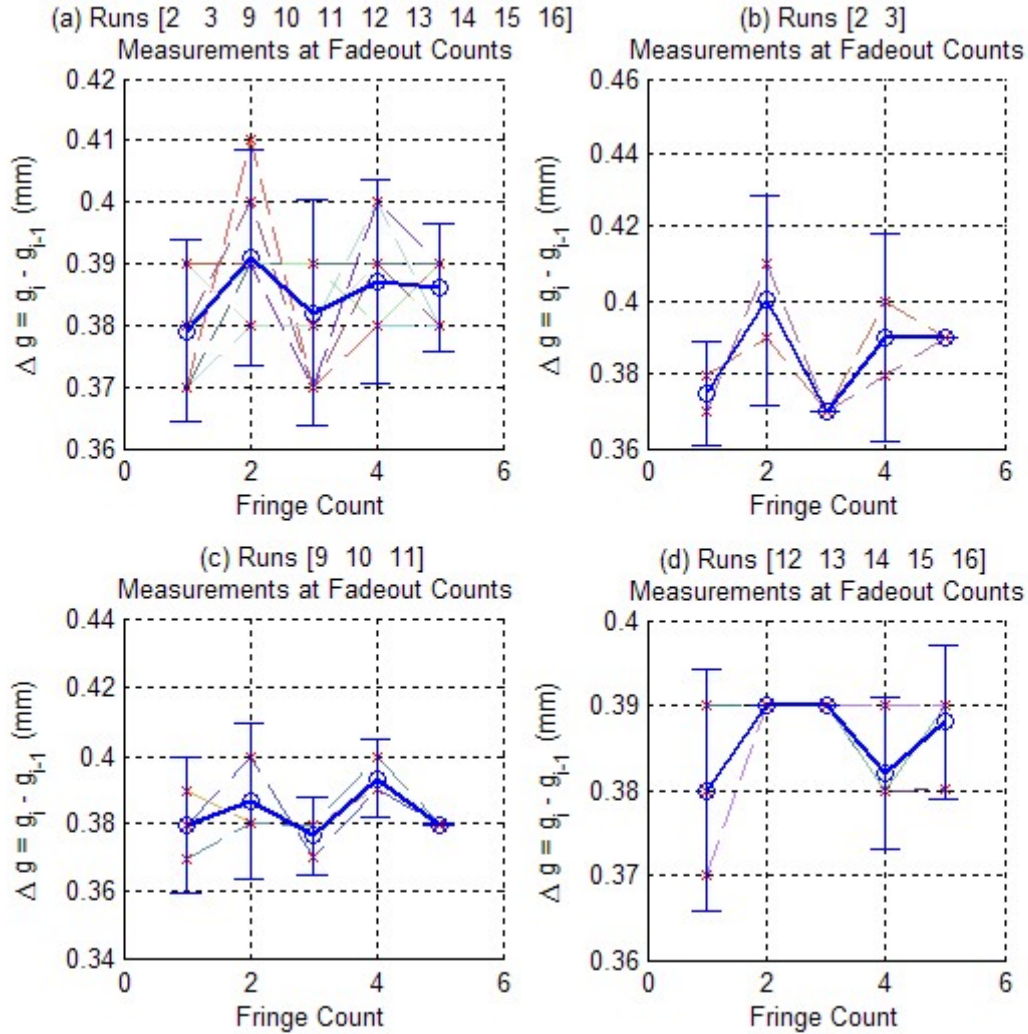 (a) Runs [2 3 9 10 11 12 13 14 15 16]
Measurements at Fadeout Counts
0.42
0.41
0.4
0.39
0.38
0.37
0.36
Δ g = g_i - g_{i-1} (mm)
0 2 4 6
Fringe Count
(b) Runs [2 3]
Measurements at Fadeout Counts
0.46
0.44
0.42
0.4
0.38
0.36
Δ g = g_i - g_{i-1} (mm)
0 2 4 6
Fringe Count
(c) Runs [9 10 11]
Measurements at Fadeout Counts
0.44
0.42
0.4
0.38
0.36
0.34
Δ g = g_i - g_{i-1} (mm)
0 2 4 6
Fringe Count
(d) Runs [12 13 14 15 16]
Measurements at Fadeout Counts
0.4
0.39
0.38
0.37
0.36
Δ g = g_i - g_{i-1} (mm)
0 2 4 6
Fringe Count